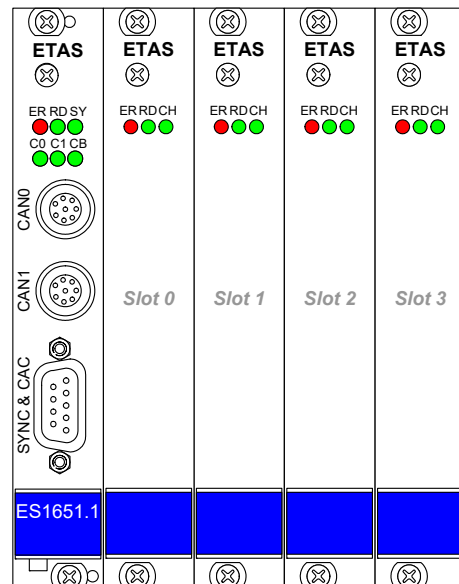 ETAS ETAS ETAS ETAS ETAS
ER RD SY ER RD CH ER RD CH ER RD CH ER RD CH
C0 C1 CB
CAN0
CAN1 Slot 0 Slot 1 Slot 2 Slot 3
SYNC & CAC
ES1651.1